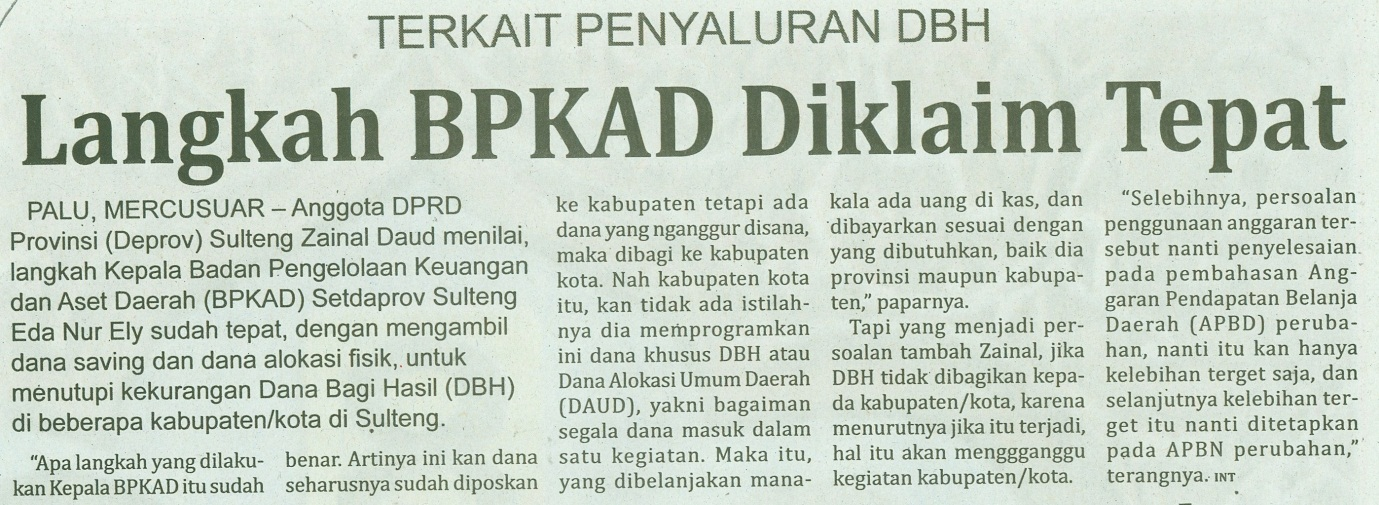 TERKAIT PENYALURAN DBH
Langkah BPKAD Diklaim Tepat
PALU, MERCUSUAR – Anggota DPRD
Provinsi (Deprov) Sulteng Zainal Daud menilai,
langkah Kepala Badan Pengelolaan Keuangan
dan Aset Daerah (BPKAD) Setdaprov Sulteng
Eda Nur Ely sudah tepat, dengan mengambil
dana saving dan dana alokasi fisik, untuk
menutupi kekurangan Dana Bagi Hasil (DBH)
di beberapa kabupaten/kota di Sulteng.
“Apa langkah yang dilaku-
kan Kepala BPKAD itu sudah
benar. Artinya ini kan dana
seharusnya sudah diposkan
ke kabupaten tetapi ada
dana yang nganggur disana,
maka dibagi ke kabupaten
kota. Nah kabupaten kota
itu, kan tidak ada istilah-
nya dia memprogramkan
ini dana khusus DBH atau
Dana Alokasi Umum Daerah
(DAUD), yakni bagaiman
segala dana masuk dalam
satu kegiatan. Maka itu,
yang dibelanjakan mana-
kala ada uang di kas, dan
dibayarkan sesuai dengan
yang dibutuhkan, baik dia
provinsi maupun kabupa-
ten,” paparnya.
Tapi yang menjadi per-
soalan tambah Zainal, jika
DBH tidak dibagikan kepa-
da kabupaten/kota, karena
menurutnya jika itu terjadi,
hal itu akan menggganggu
kegiatan kabupaten/kota.
“Selebihnya, persoalan
penggunaan anggaran ter-
sebut nanti penyelesaian
pada pembahasan Ang-
garan Pendapatan Belanja
Daerah (APBD) peruba-
han, nanti itu kan hanya
kelebihan terget saja, dan
selanjutnya kelebihan ter-
get itu nanti ditetapkan
pada APBN perubahan,”
terangnya. INT